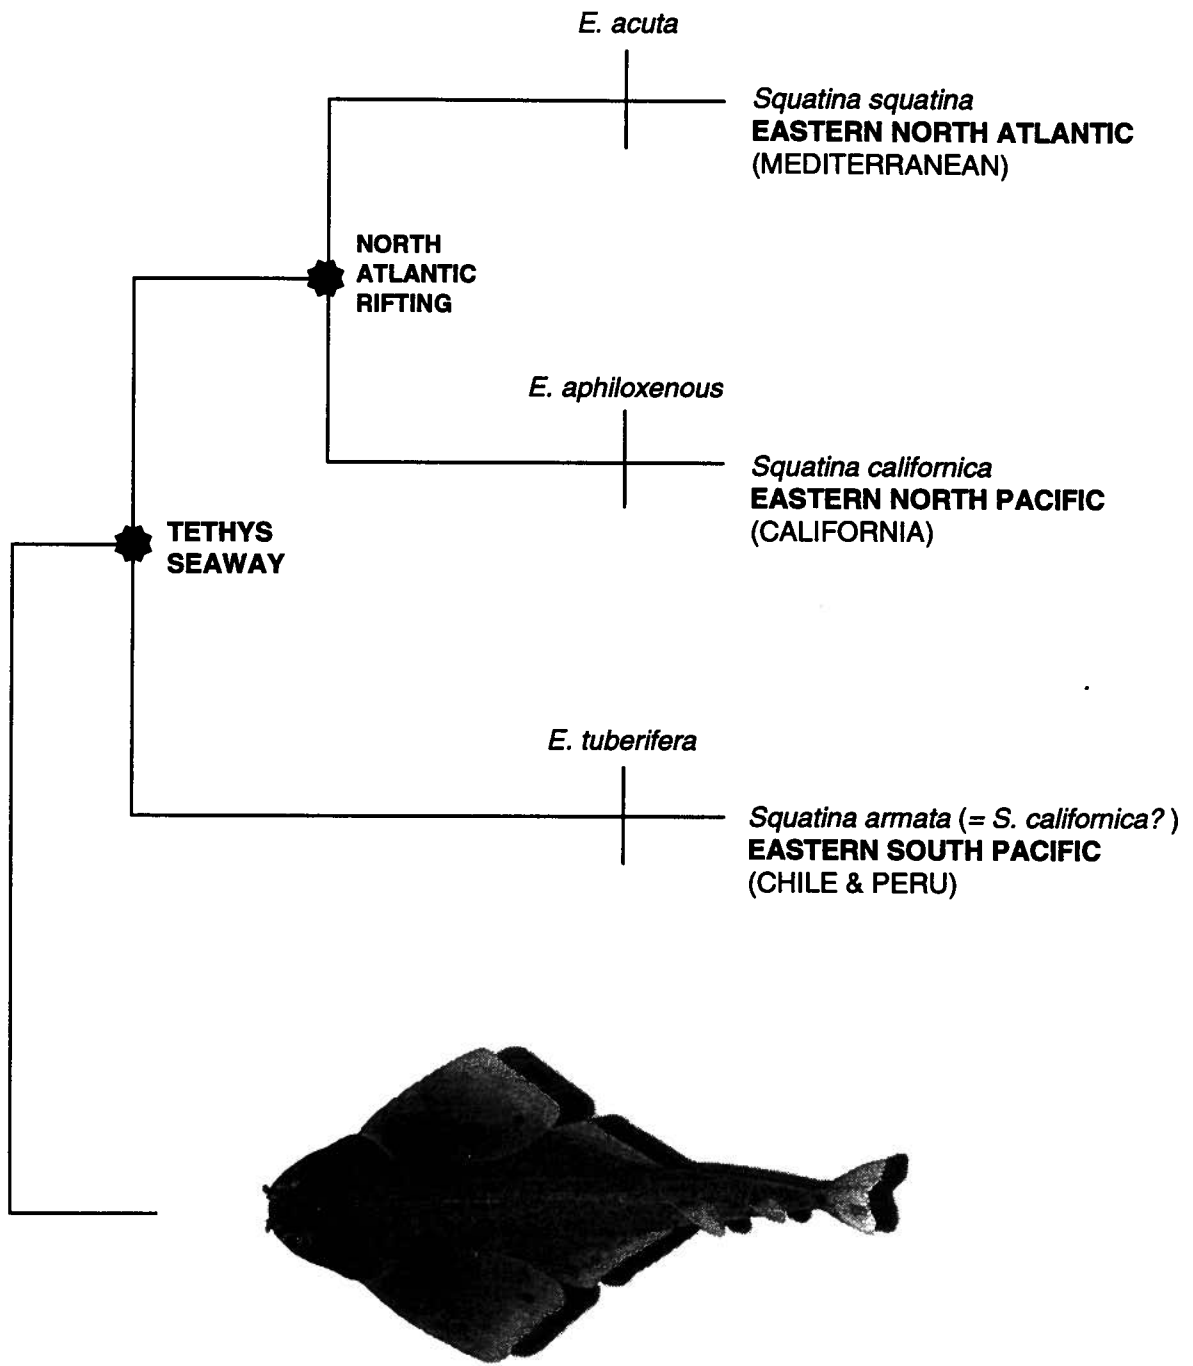 E. acuta
Squatina squatina
EASTERN NORTH ATLANTIC
(MEDITERRANEAN)
NORTH
ATLANTIC
RIFTING
E. aphiloxenous
Squatina californica
EASTERN NORTH PACIFIC
(CALIFORNIA)
TETHYS
SEAWAY
E. tuberifera
Squatina armata (= S. californica?)
EASTERN SOUTH PACIFIC
(CHILE & PERU)